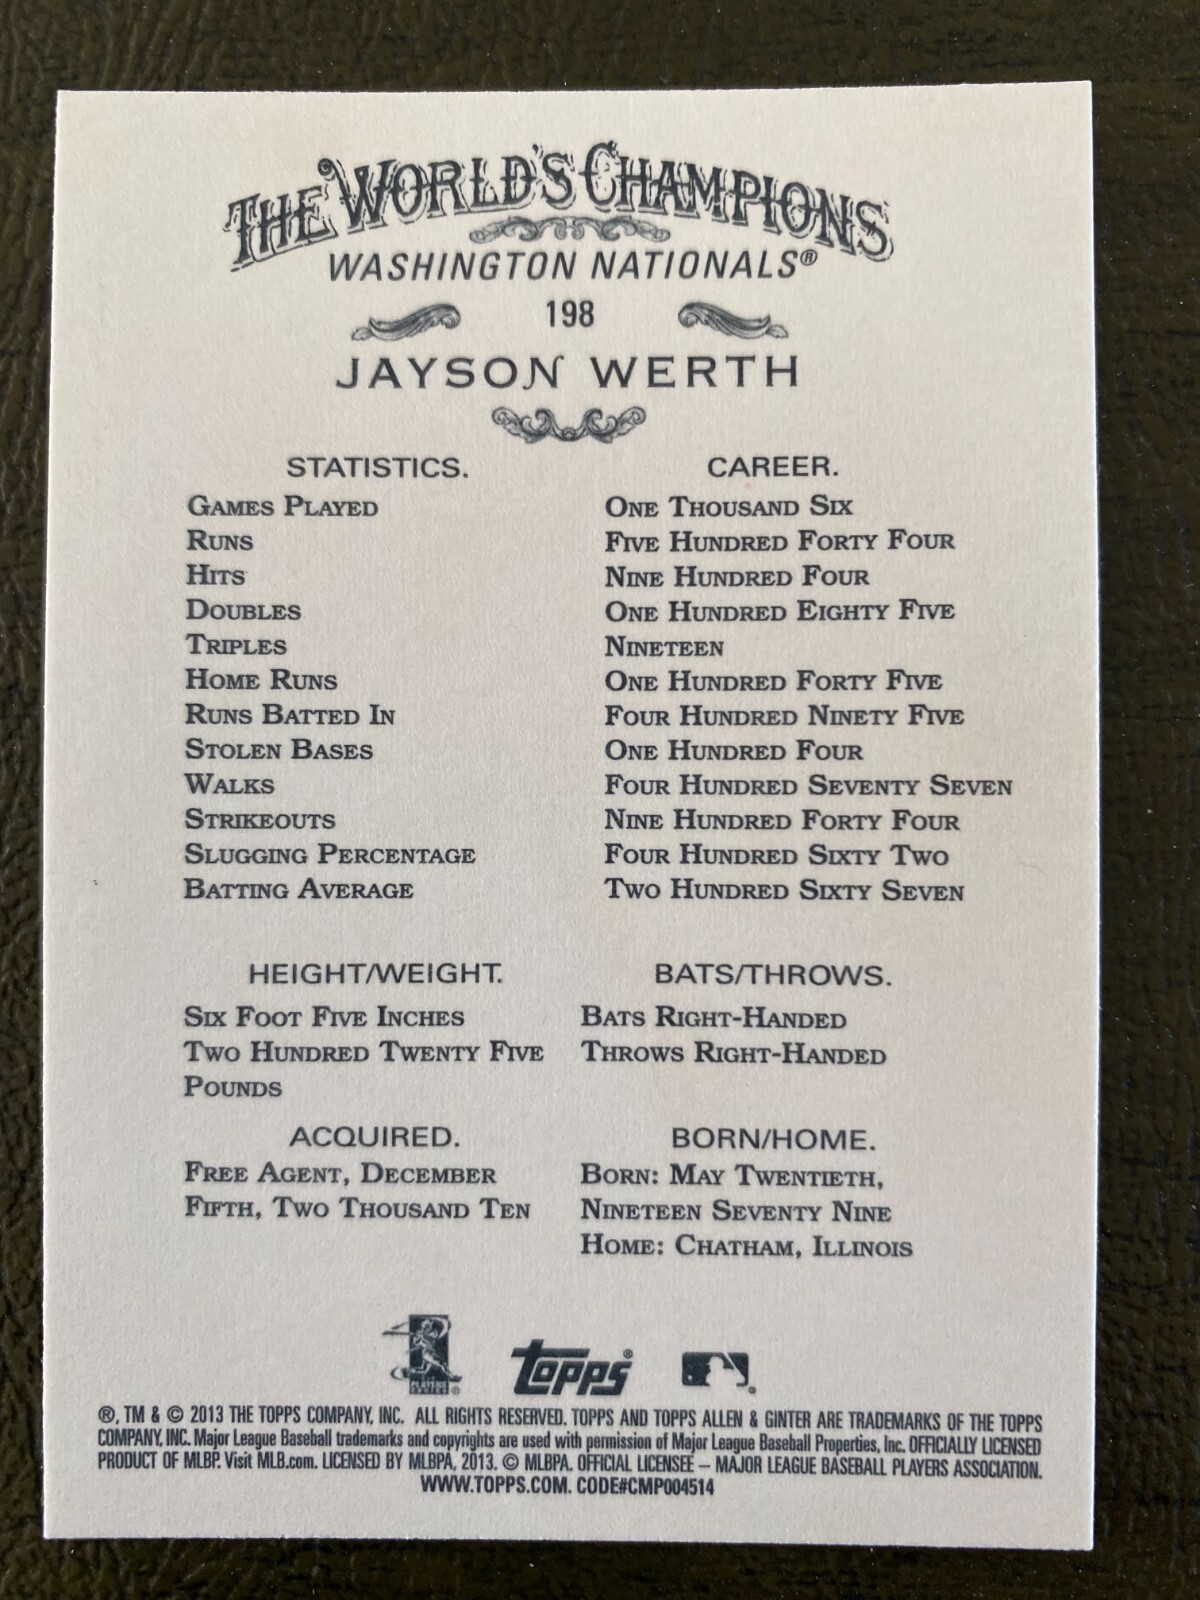 THE WORLD'S CHAMPIONS
WASHINGTON NATIONALS®
198
JAYSON WERTH
STATISTICS. CAREER.
GAMES PLAYED ONE THOUSAND SIX
RUNS FIVE HUNDRED FORTY FOUR
HITS NINE HUNDRED FOUR
DOUBLES ONE HUNDRED EIGHTY FIVE
TRIPLES NINETEEN
HOME RUNS ONE HUNDRED FORTY FIVE
RUNS BATTED IN FOUR HUNDRED NINETY FIVE
STOLEN BASES ONE HUNDRED FOUR
WALKS FOUR HUNDRED SEVENTY SEVEN
STRIKEOUTS NINE HUNDRED FORTY FOUR
SLUGGING PERCENTAGE FOUR HUNDRED SIXTY TWO
BATTING AVERAGE TWO HUNDRED SIXTY SEVEN
HEIGHT/WEIGHT.
SIX FOOT FIVE INCHES
TWO HUNDRED TWENTY FIVE
POUNDS
BATS/THROWS.
BATS RIGHT-HANDED
THROWS RIGHT-HANDED
ACQUIRED.
FREE AGENT, DECEMBER
FIFTH, TWO THOUSAND TEN
BORN/HOME.
BORN: MAY TWENTIETH,
NINETEEN SEVENTY NINE
HOME: CHATHAM, ILLINOIS
PLAYERS
topps®
®, TM & © 2013 THE TOPPS COMPANY, INC. ALL RIGHTS RESERVED. TOPPS AND TOPPS ALLEN & GINTER ARE TRADEMARKS OF THE TOPPS
COMPANY, INC. Major League Baseball trademarks and copyrights are used with permission of Major League Baseball Properties, Inc. OFFICIALLY LICENSED
PRODUCT OF MLBP. Visit MLB.com. LICENSED BY MLBPA, 2013. © MLBPA. OFFICIAL LICENSEE – MAJOR LEAGUE BASEBALL PLAYERS ASSOCIATION.
WWW.TOPPS.COM. CODE#CMP004514